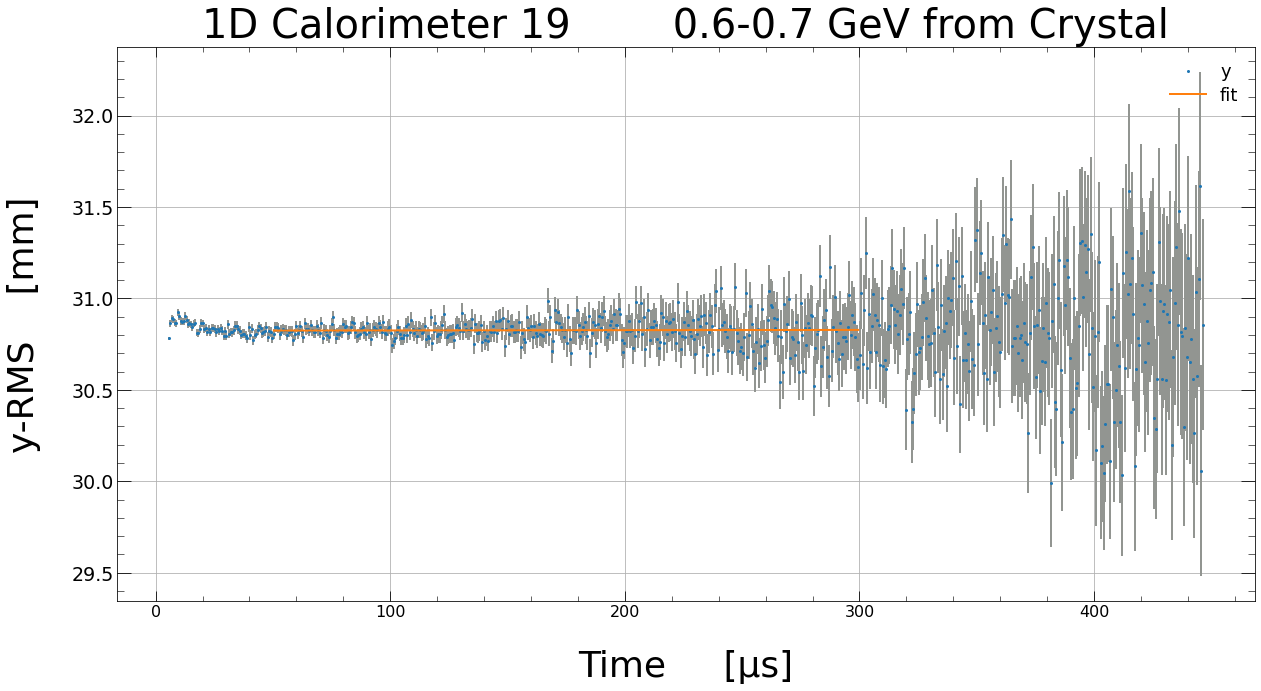 1D Calorimeter 19 0.6-0.7 GeV from Crystal
y
fit
y-RMS [mm]
32.0
31.5
31.0
30.5
30.0
29.5
0 100 200 300 400
Time [μs]